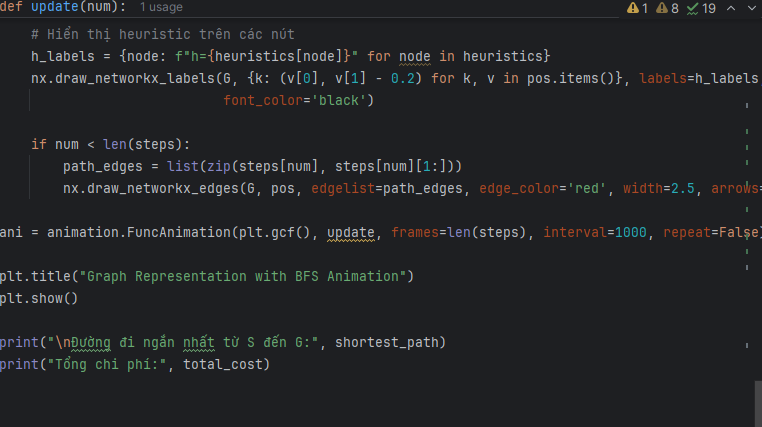 def update(num): 1 usage
1 8 19
# Hiển thị heuristic trên các nút
h_labels = {node: f"h={heuristics[node]}" for node in heuristics}
nx.draw_networkx_labels(G, {k: (v[0], v[1] - 0.2) for k, v in pos.items()}, labels=h_labels
font_color='black')
if num < len(steps):
path_edges = list(zip(steps[num], steps[num][1:]))
nx.draw_networkx_edges(G, pos, edgelist=path_edges, edge_color='red', width=2.5, arrows=
ani = animation.FuncAnimation(plt.gcf(), update, frames=len(steps), interval=1000, repeat=False)
plt.title("Graph Representation with BFS Animation")
plt.show()
print("\nĐường đi ngắn nhất từ S đến G:", shortest_path)
print("Tổng chi phí:", total_cost)